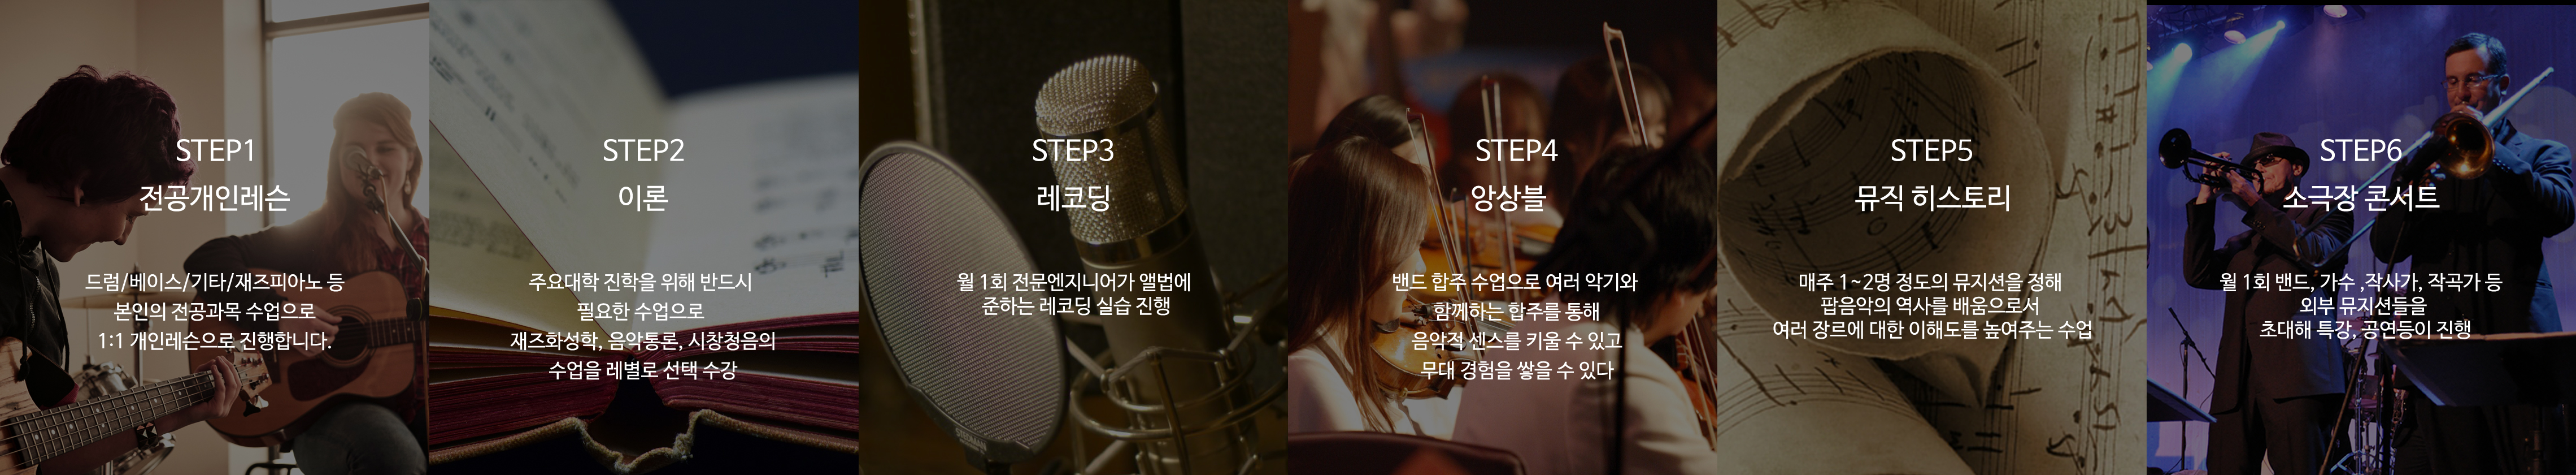 STEP1
전공개인레슨
드럼/베이스/기타/재즈피아노 등
본인의 전공과목 수업으로
1:1 개인레슨으로 진행합니다.
STEP2
이론
주요대학 진학을 위해 반드시
필요한 수업으로
재즈화성학, 음악통론, 시창청음의
수업을 레별로 선택 수강
STEP3
레코딩
월 1회 전문엔지니어가 앨법에
준하는 레코딩 실습 진행
STEP4
앙상블
밴드 합주 수업으로 여러 악기와
함께하는 합주를 통해
음악적 센스를 키울 수 있고
무대 경험을 쌓을 수 있다
STEP5
뮤직 히스토리
매주 1~2명 정도의 뮤지션을 정해
팝음악의 역사를 배움으로서
여러 장르에 대한 이해도를 높여주는 수업
STEP6
소극장 콘서트
월 1회 밴드, 가수 ,작사가, 작곡가 등
외부 뮤지션들을
초대해 특강, 공연등이 진행